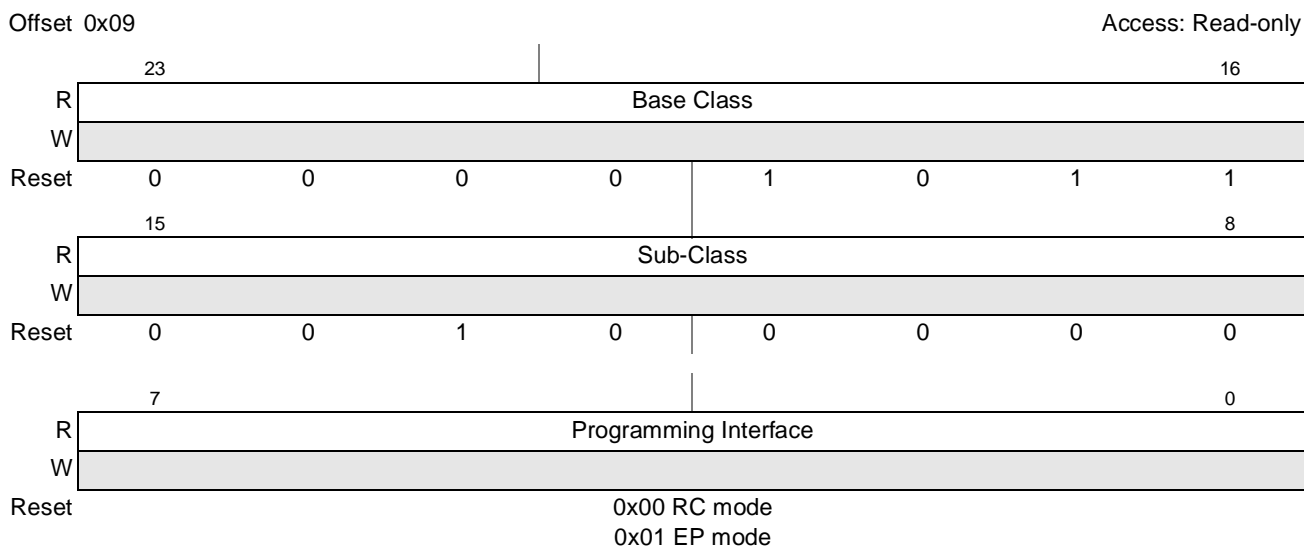 Offset 0x09 Access: Read-only
23 16
R Base Class
W
Reset 0 0 0 0 1 0 1 1
15 8
R Sub-Class
W
Reset 0 0 1 0 0 0 0 0
7 0
R Programming Interface
W
Reset 0x00 RC mode
0x01 EP mode